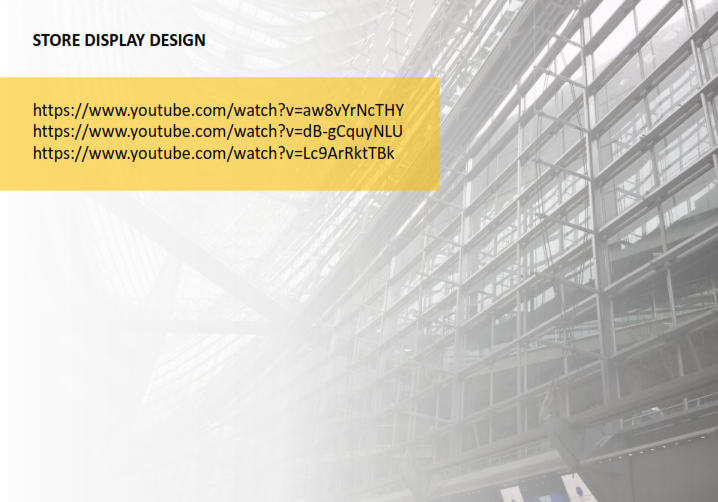 STORE DISPLAY DESIGN
https://www.youtube.com/watch?v=aw8vYrNcTHY
https://www.youtube.com/watch?v=dB-gCquyNLU
https://www.youtube.com/watch?v=Lc9ArRktTBk